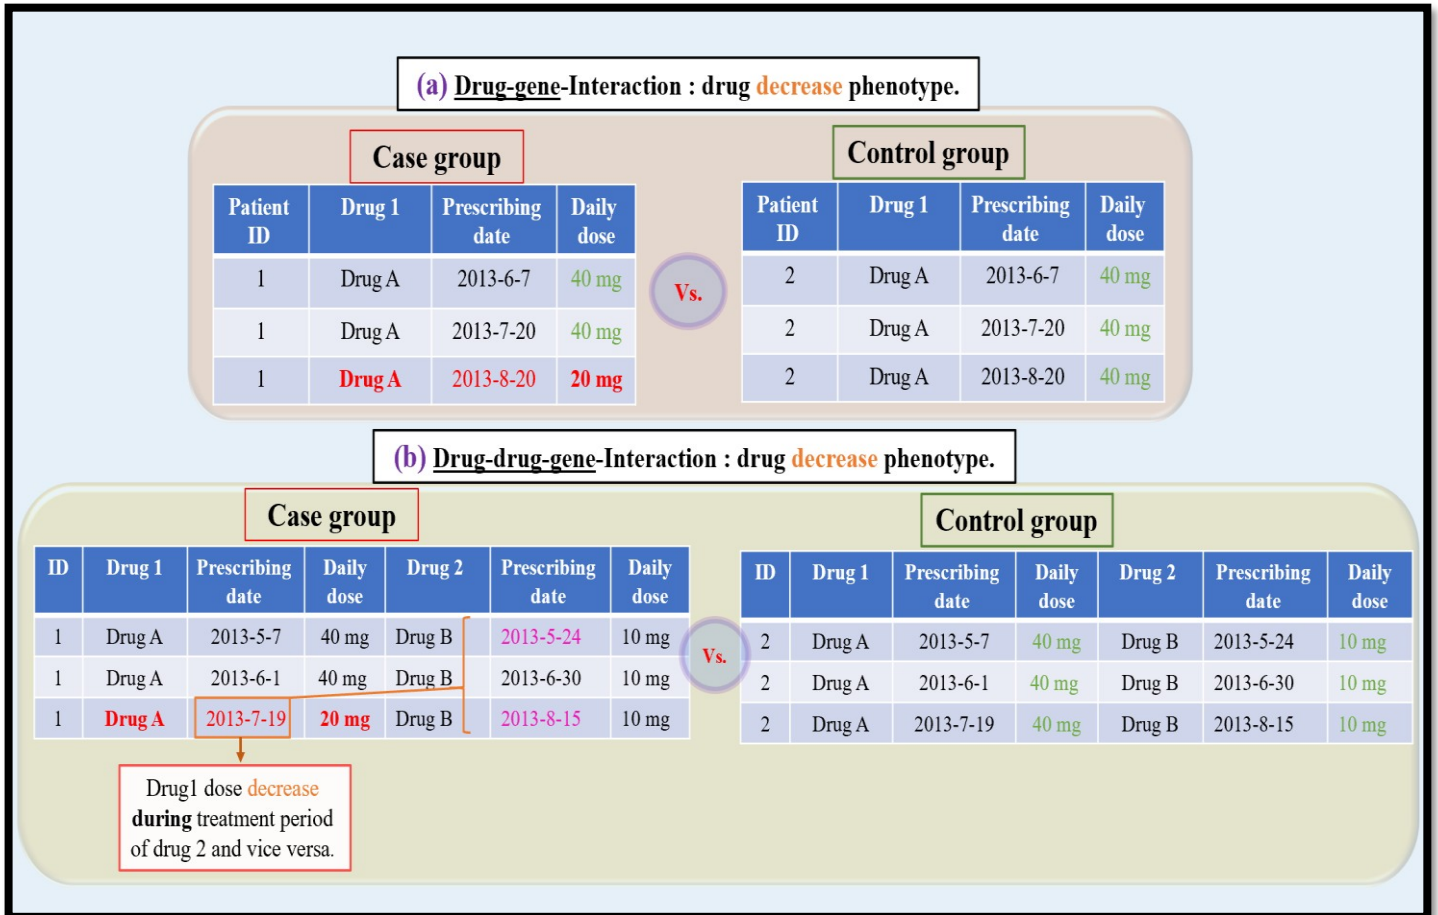 (a) Drug-gene-Interaction : drug decrease phenotype.
Case group
Patient ID Drug 1 Prescribing date Daily dose
1 Drug A 2013-6-7 40 mg
1 Drug A 2013-7-20 40 mg
1 Drug A 2013-8-20 20 mg
Vs.
Control group
Patient ID Drug 1 Prescribing date Daily dose
2 Drug A 2013-6-7 40 mg
2 Drug A 2013-7-20 40 mg
2 Drug A 2013-8-20 40 mg
(b) Drug-drug-gene-Interaction : drug decrease phenotype.
Case group
ID Drug 1 Prescribing date Daily dose Drug 2 Prescribing date Daily dose
1 Drug A 2013-5-7 40 mg Drug B 2013-5-24 10 mg
1 Drug A 2013-6-1 40 mg Drug B 2013-6-30 10 mg
1 Drug A 2013-7-19 20 mg Drug B 2013-8-15 10 mg
Drug1 dose decrease
during treatment period
of drug 2 and vice versa.
Vs.
Control group
ID Drug 1 Prescribing date Daily dose Drug 2 Prescribing date Daily dose
2 Drug A 2013-5-7 40 mg Drug B 2013-5-24 10 mg
2 Drug A 2013-6-1 40 mg Drug B 2013-6-30 10 mg
2 Drug A 2013-7-19 40 mg Drug B 2013-8-15 10 mg